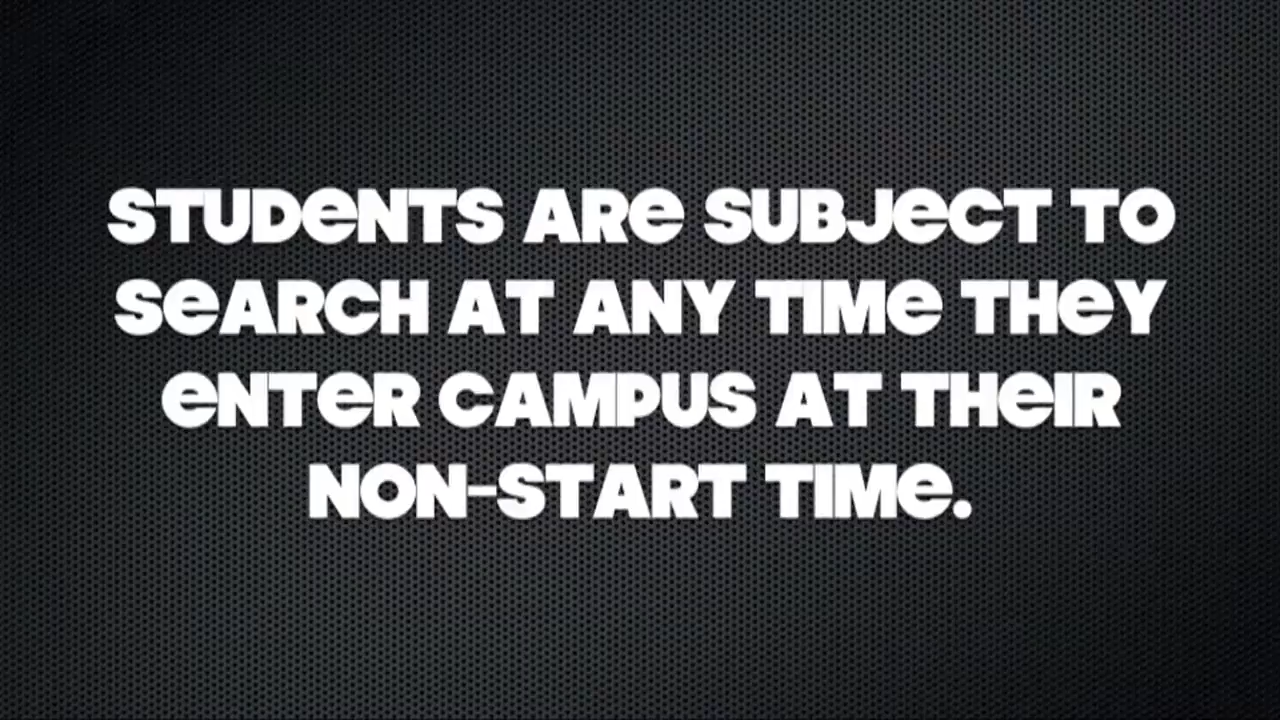 STUDeNTS ARe SUBJeCT TO
SeARCH AT ANY TIMe THeY
eNTeR CAMPUS AT THeIR
NON-START TIMe.